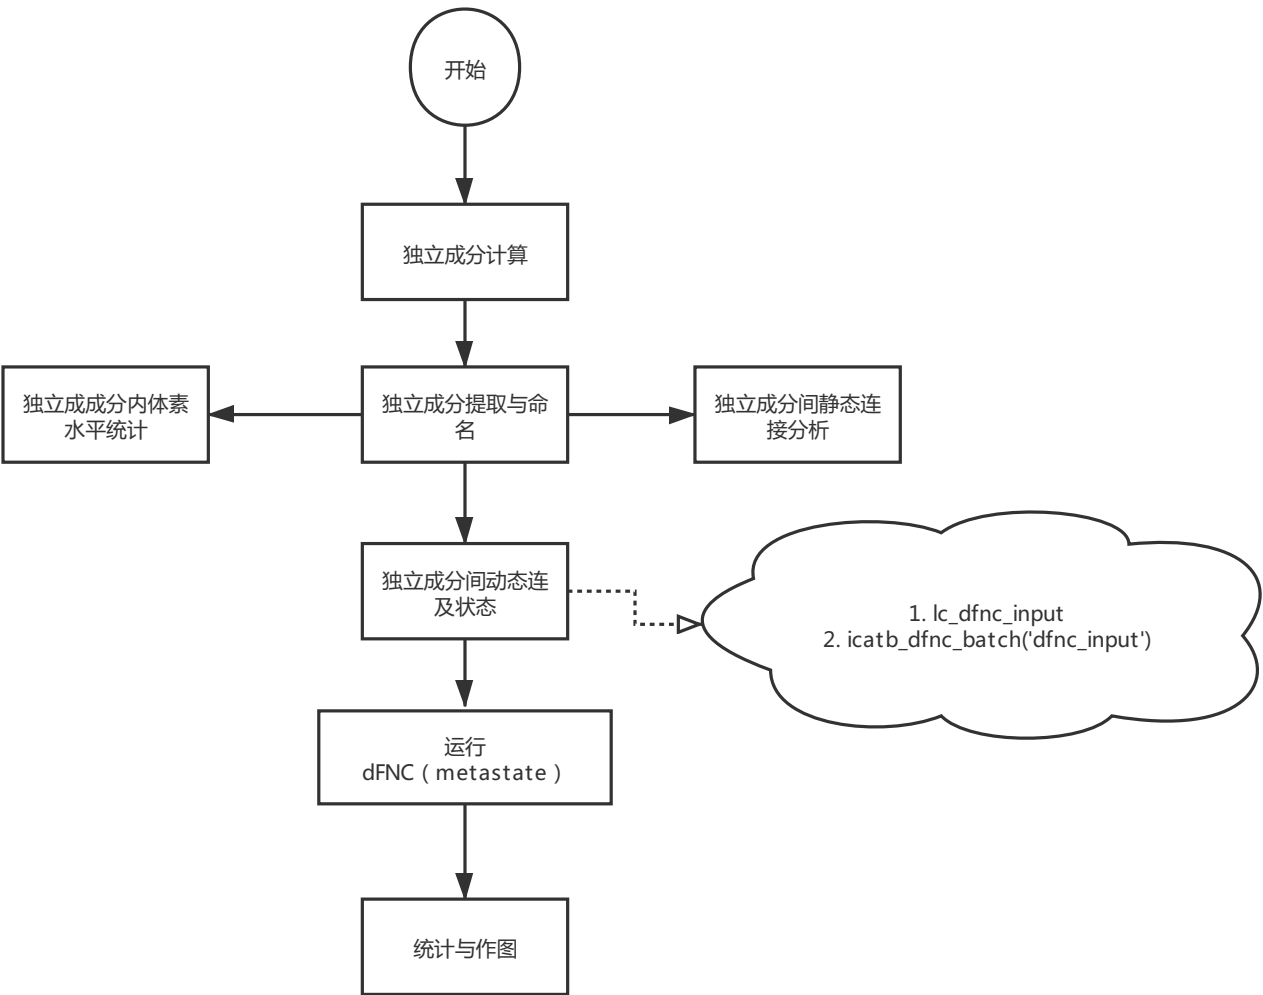 开始
独立成分计算
独立成成分内体素
水平统计
独立成分提取与命
名
独立成分间静态连
接分析
独立成分间动态连
及状态
1. lc_dfnc_input
2. icatb_dfnc_batch('dfnc_input')
运行
dFNC（metastate）
统计与作图